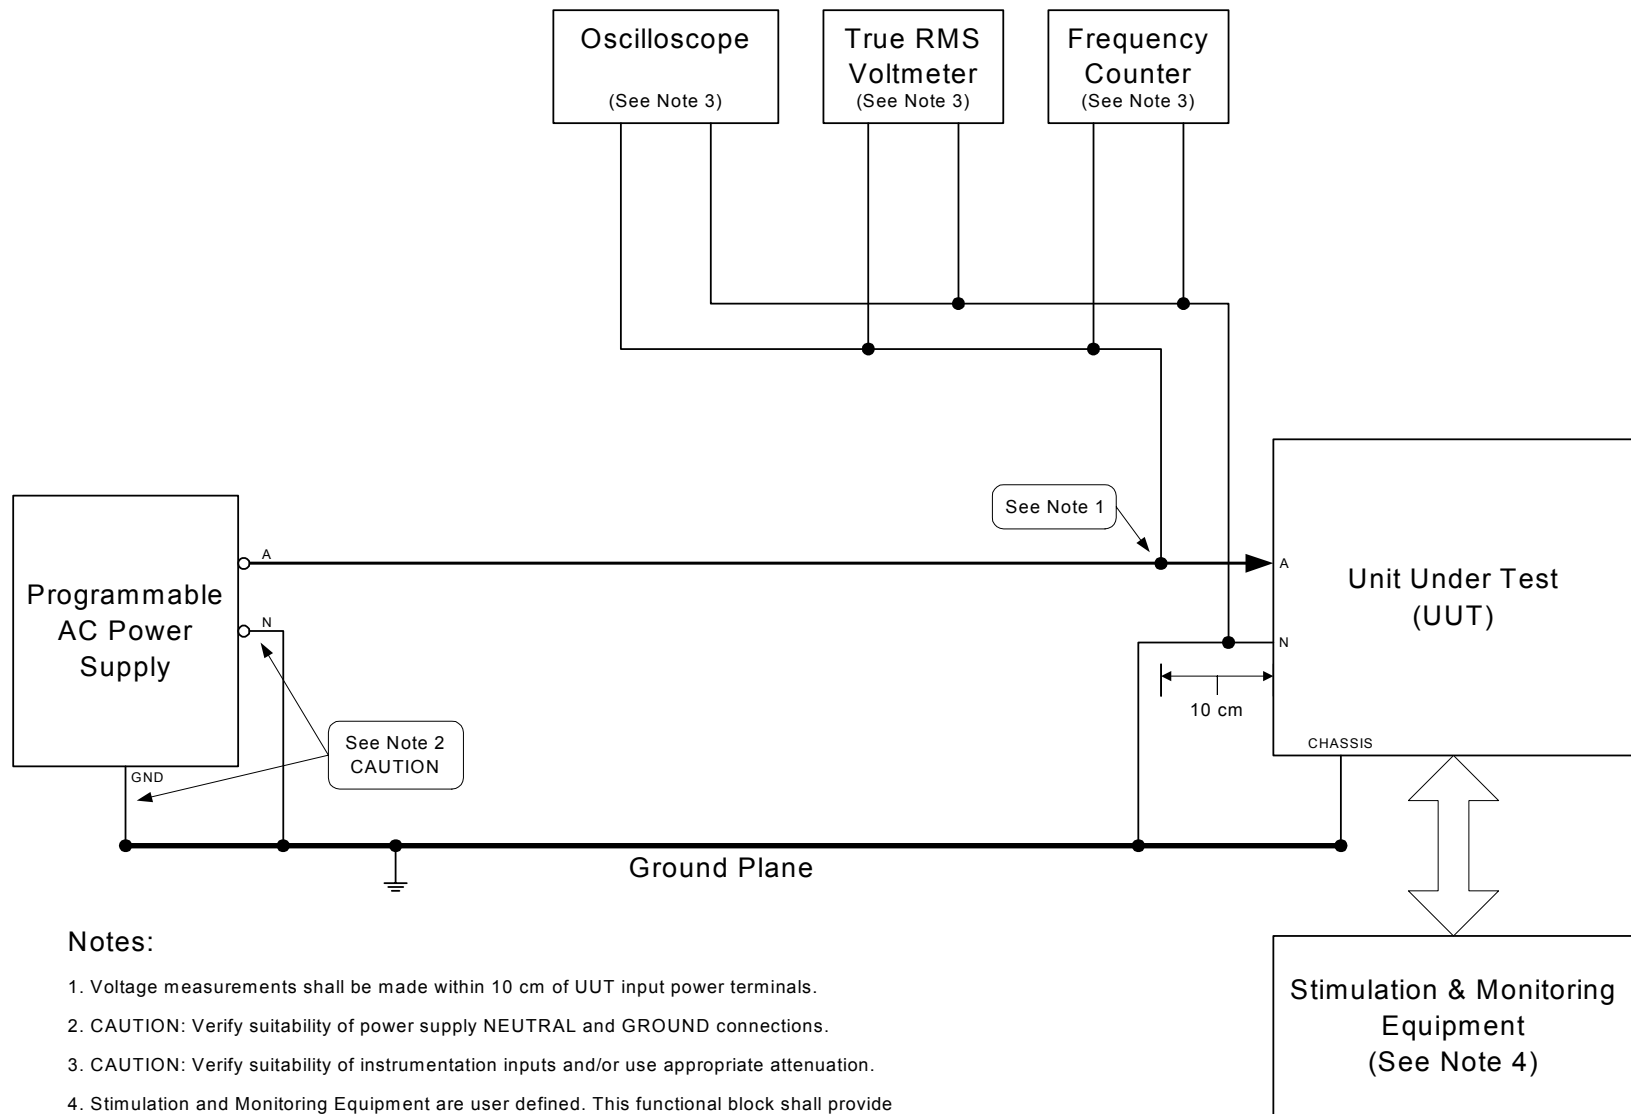 Oscilloscope
(See Note 3)
True RMS
Voltmeter
(See Note 3)
Frequency
Counter
(See Note 3)
See Note 1
Programmable
AC Power
Supply
A
N
GND
See Note 2
CAUTION
A
N
Unit Under Test
(UUT)
10 cm
CHASSIS
Ground Plane
Stimulation & Monitoring
Equipment
(See Note 4)
Notes:
1. Voltage measurements shall be made within 10 cm of UUT input power terminals.
2. CAUTION: Verify suitability of power supply NEUTRAL and GROUND connections.
3. CAUTION: Verify suitability of instrumentation inputs and/or use appropriate attenuation.
4. Stimulation and Monitoring Equipment are user defined. This functional block shall provide